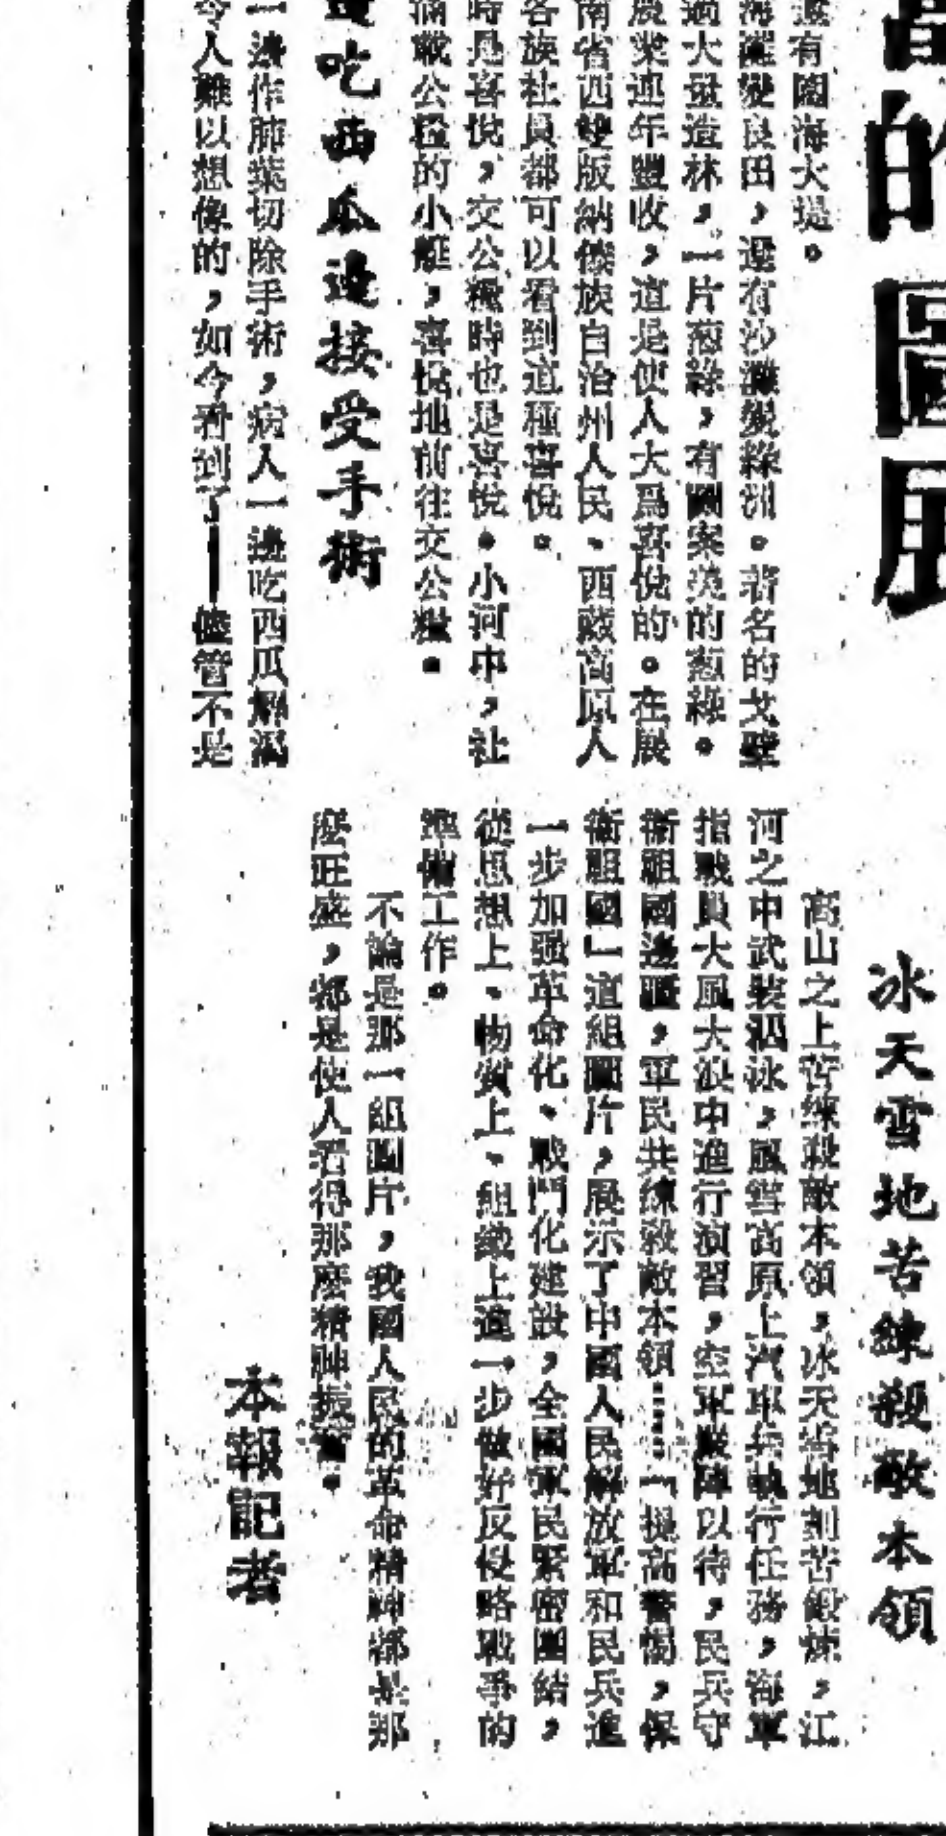 的圖片
還有圍海大堤。
海灘變良田,還有沙灘變綠洲。著名的戈壁
過大量造林,一片葱綠,有圖案美的葱綠。
農業連年豐收,這是使人大爲喜悅的。在展
南省西雙版納傣族自治州人民、西藏高原人
各族社員都可以看到這種喜悅。
時是喜悅,交公糧時也是喜悅。小河中,社
滿載公糧的小艇,喜悅地前往交公糧。
邊吃西瓜邊接受手術
一邊作肺葉切除手術,病人一邊吃西瓜解渴
令人難以想像的,如今看到了——儘管不是
冰天雪地苦練殺敵本領
高山之上苦練殺敵本領,冰天雪地刻苦鍛煉,江
河之中武裝泅泳,風雪高原上汽車兵執行任務,海軍
指戰員大風大浪中進行演習,空軍嚴陣以待,民兵守
衞祖國邊疆,軍民共練殺敵本領……「提高警惕,保
衞祖國」這組圖片,展示了中國人民解放軍和民兵進
一步加强革命化、戰鬥化建設,全國軍民緊密團結,
從思想上、物質上、組織上進一步做好反侵略戰爭的
準備工作。
不論是那一組圖片,我國人民的革命精神都是那
麼旺盛,都是使人看得那麼精神振奮。
本報記者